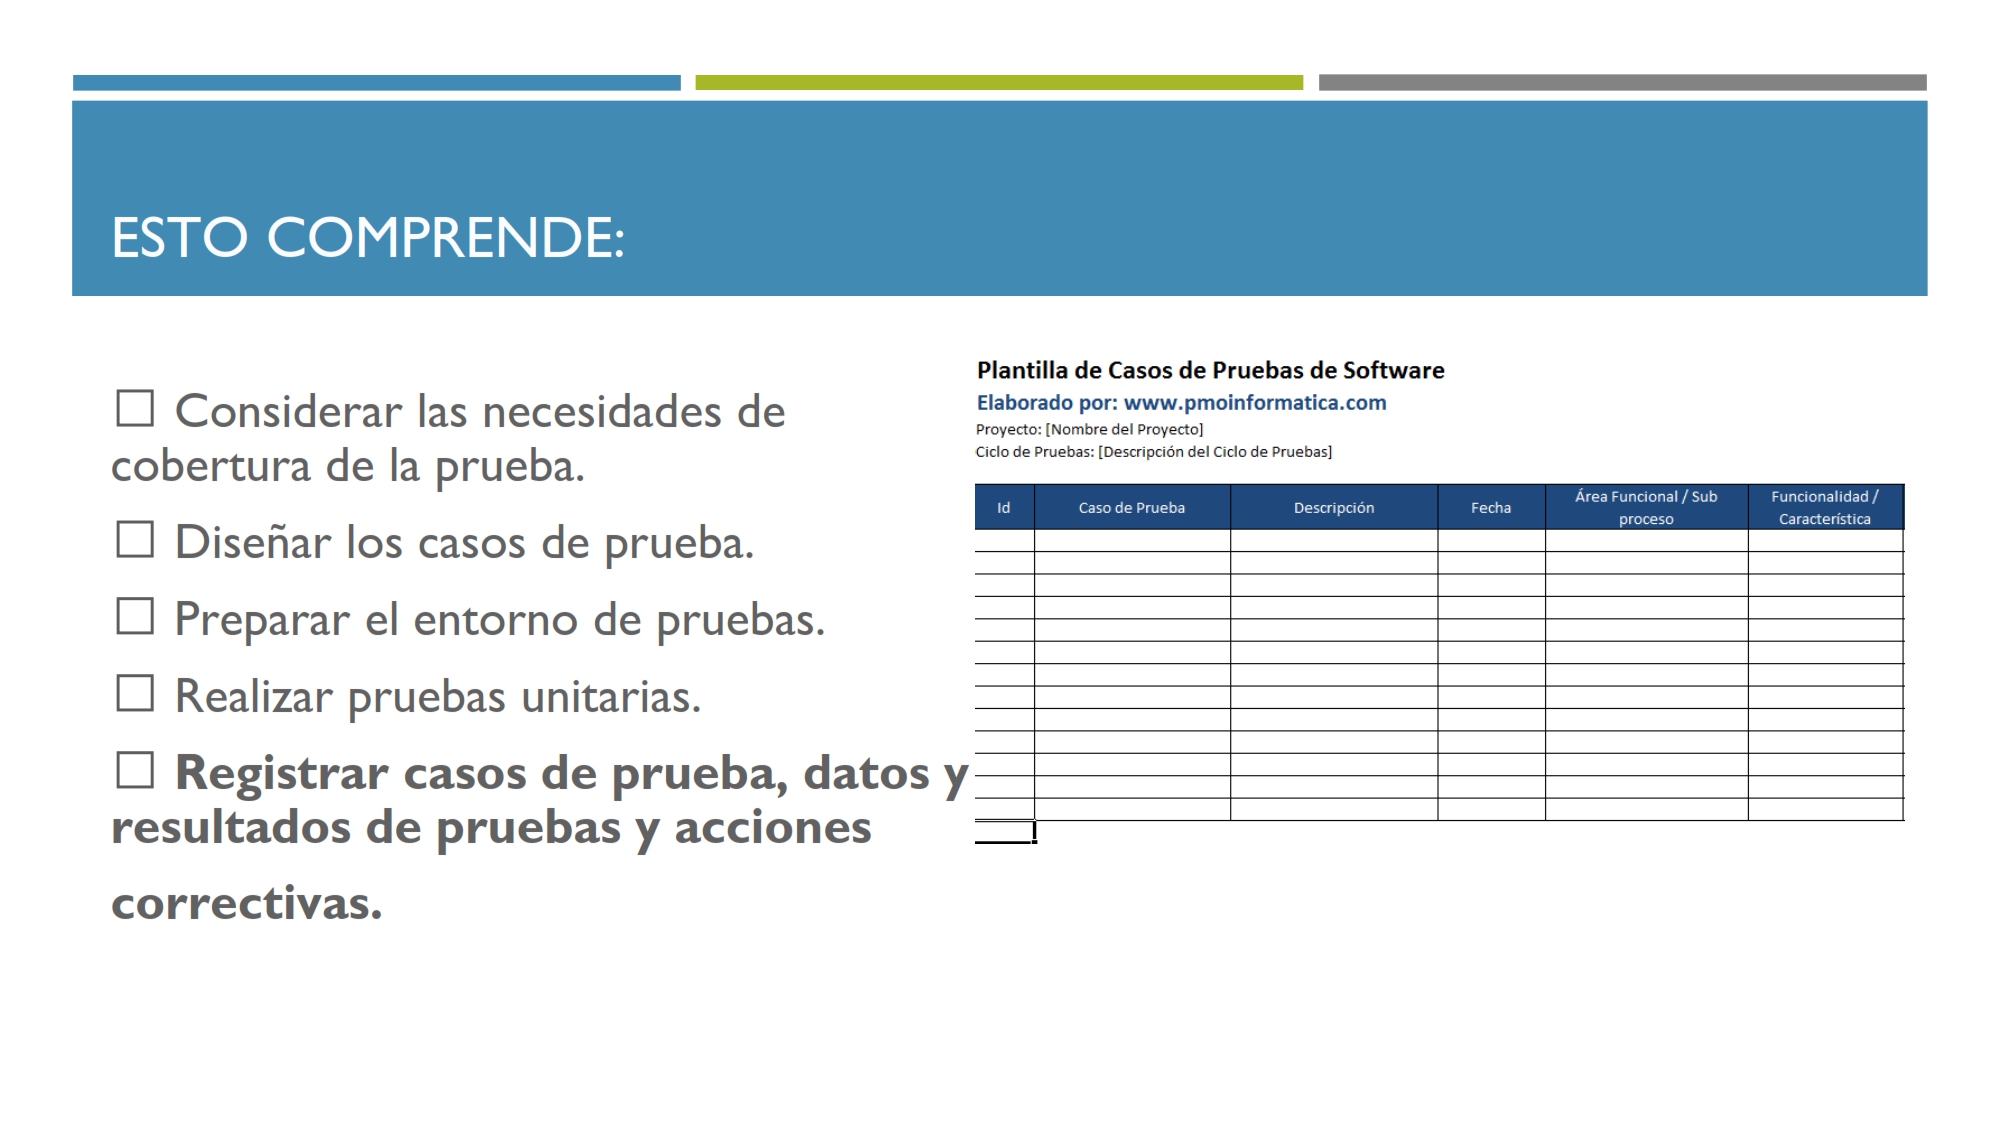 ESTO COMPRENDE:
☐ Considerar las necesidades de
cobertura de la prueba.
☐ Diseñar los casos de prueba.
☐ Preparar el entorno de pruebas.
☐ Realizar pruebas unitarias.
☐ Registrar casos de prueba, datos y
resultados de pruebas y acciones
correctivas.
Plantilla de Casos de Pruebas de Software
Elaborado por: www.pmoinformatica.com
Proyecto: [Nombre del Proyecto]
Ciclo de Pruebas: [Descripción del Ciclo de Pruebas]
Id Caso de Prueba Descripción Fecha Área Funcional / Sub Funcionalidad /
proceso Característica